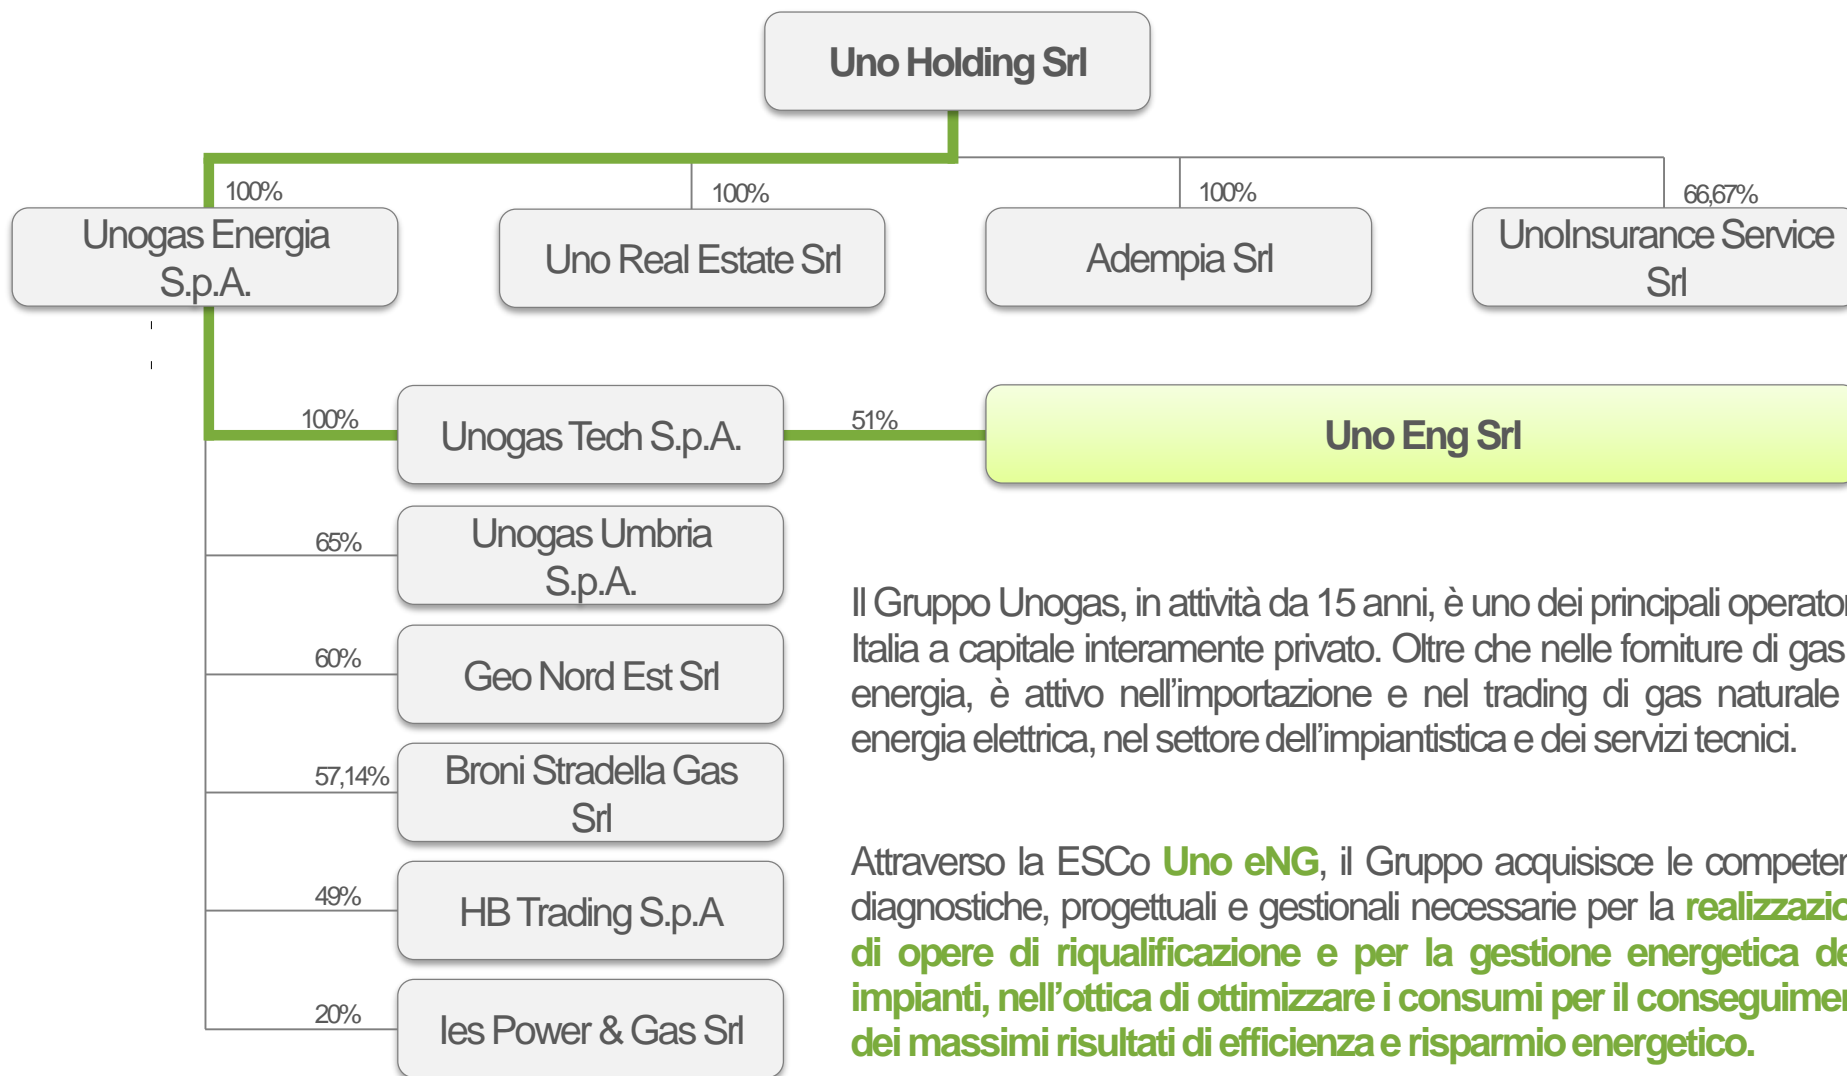 Uno Holding Srl
100%
100%
100%
66,67%
Unogas Energia
S.p.A.
Uno Real Estate Srl
Adempia Srl
UnoInsurance Service
Srl
100%
Unogas Tech S.p.A.
51%
Uno Eng Srl
65%
Unogas Umbria
S.p.A.
60%
Geo Nord Est Srl
57,14%
Broni Stradella Gas
Srl
49%
HB Trading S.p.A
20%
Ies Power & Gas Srl
Il Gruppo Unogas, in attività da 15 anni, è uno dei principali operator
Italia a capitale interamente privato. Oltre che nelle forniture di gas
energia, è attivo nell'importazione e nel trading di gas naturale
energia elettrica, nel settore dell'impiantistica e dei servizi tecnici.
Attraverso la ESCo Uno eNG, il Gruppo acquisisce le competen
diagnostiche, progettuali e gestionali necessarie per la realizzazio
di opere di riqualificazione e per la gestione energetica de
impianti, nell'ottica di ottimizzare i consumi per il conseguimen
dei massimi risultati di efficienza e risparmio energetico.